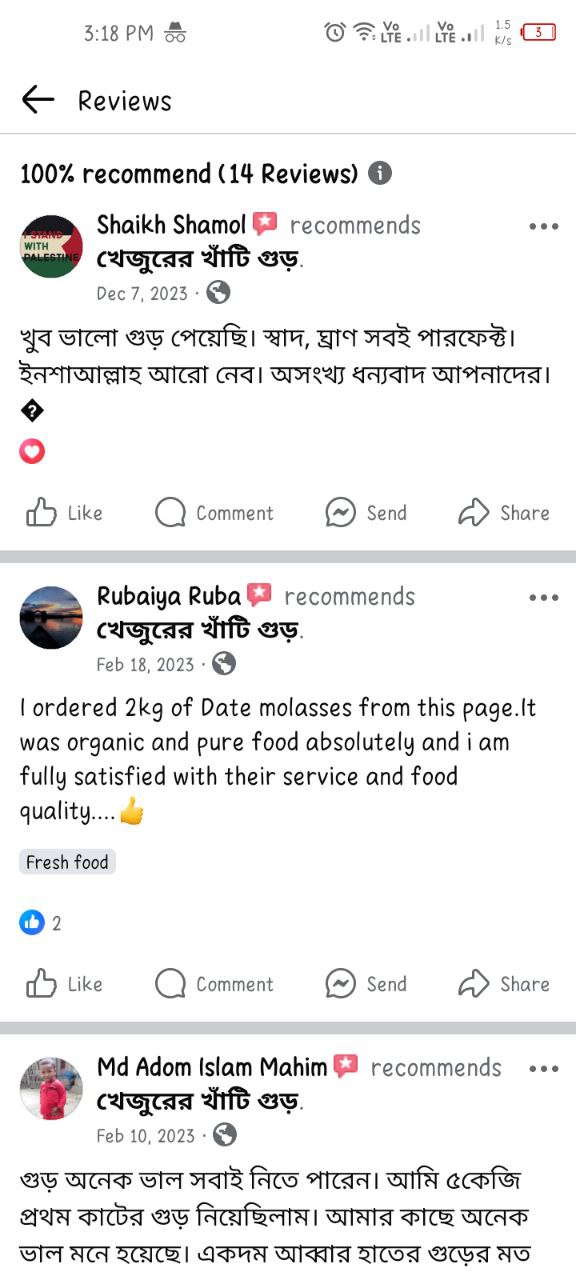 3:18 PM Vo LTE Vo LTE 1.5 K/s 3
Reviews
100% recommend (14 Reviews)
I STAND WITH PALESTINE
Shaikh Shamol recommends
খেজুরের খাঁটি গুড়.
Dec 7, 2023 ·
খুব ভালো গুড় পেয়েছি। স্বাদ, ঘ্রাণ সবই পারফেক্ট।
ইনশাআল্লাহ আরো নেব। অসংখ্য ধন্যবাদ আপনাদের।
�
Like Comment Send Share
Rubaiya Ruba recommends
খেজুরের খাঁটি গুড়.
Feb 18, 2023 ·
I ordered 2kg of Date molasses from this page.It
was organic and pure food absolutely and i am
fully satisfied with their service and food
quality....👍
Fresh food
2
Like Comment Send Share
Md Adom Islam Mahim recommends
খেজুরের খাঁটি গুড়.
Feb 10, 2023 ·
গুড় অনেক ভাল সবাই নিতে পারেন। আমি ৫কেজি
প্রথম কাটের গুড় নিয়েছিলাম। আমার কাছে অনেক
ভাল মনে হয়েছে। একদম আব্বার হাতের গুড়ের মত